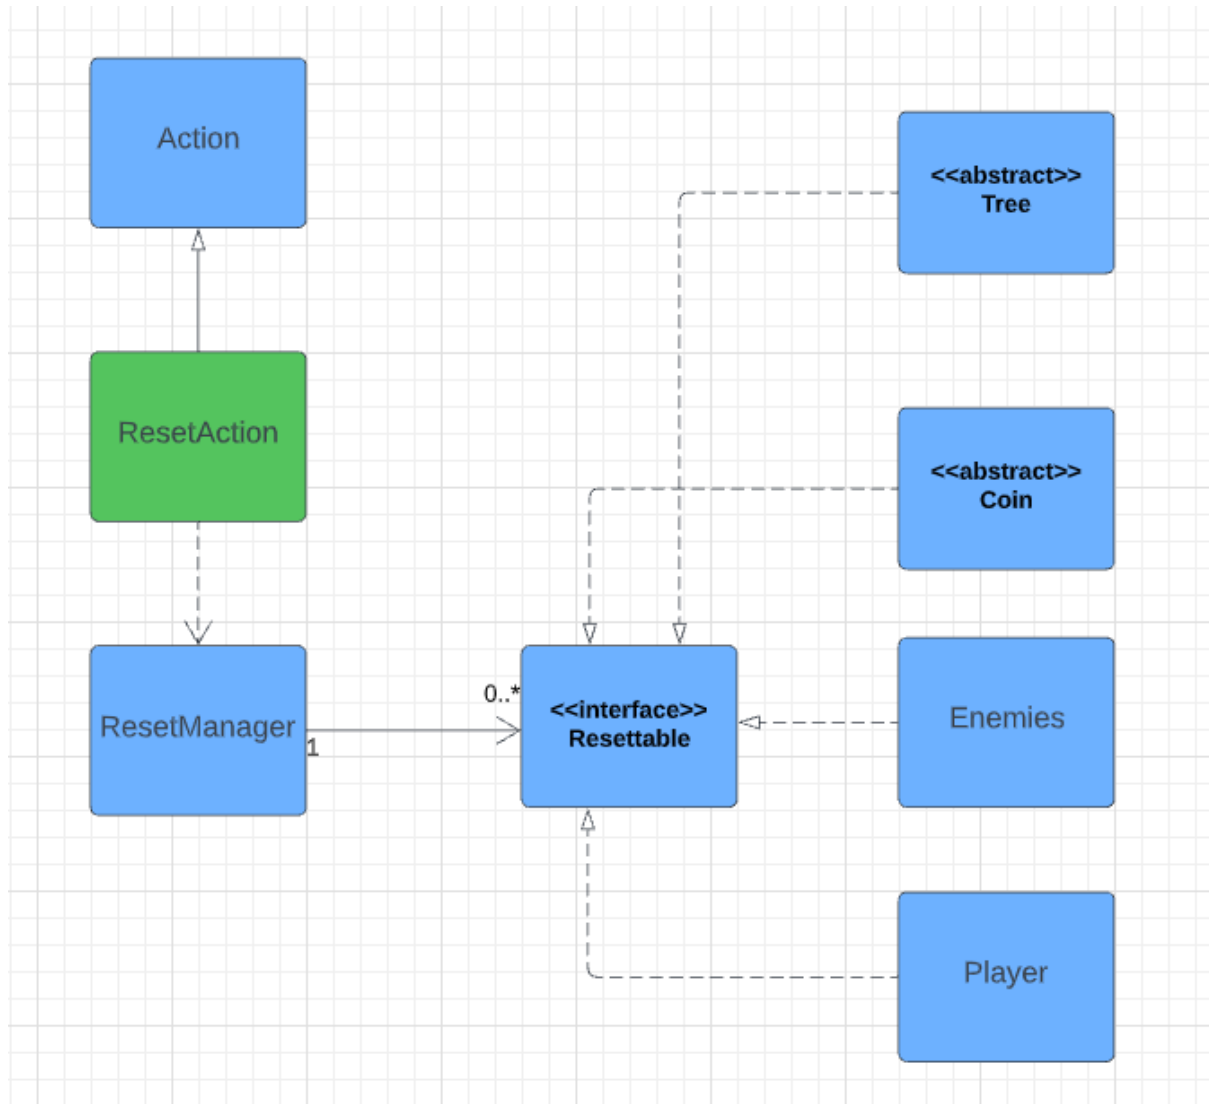 Action
<<abstract>>
Tree
ResetAction
<<abstract>>
Coin
ResetManager
1
0..*
<<interface>>
Resettable
Enemies
Player